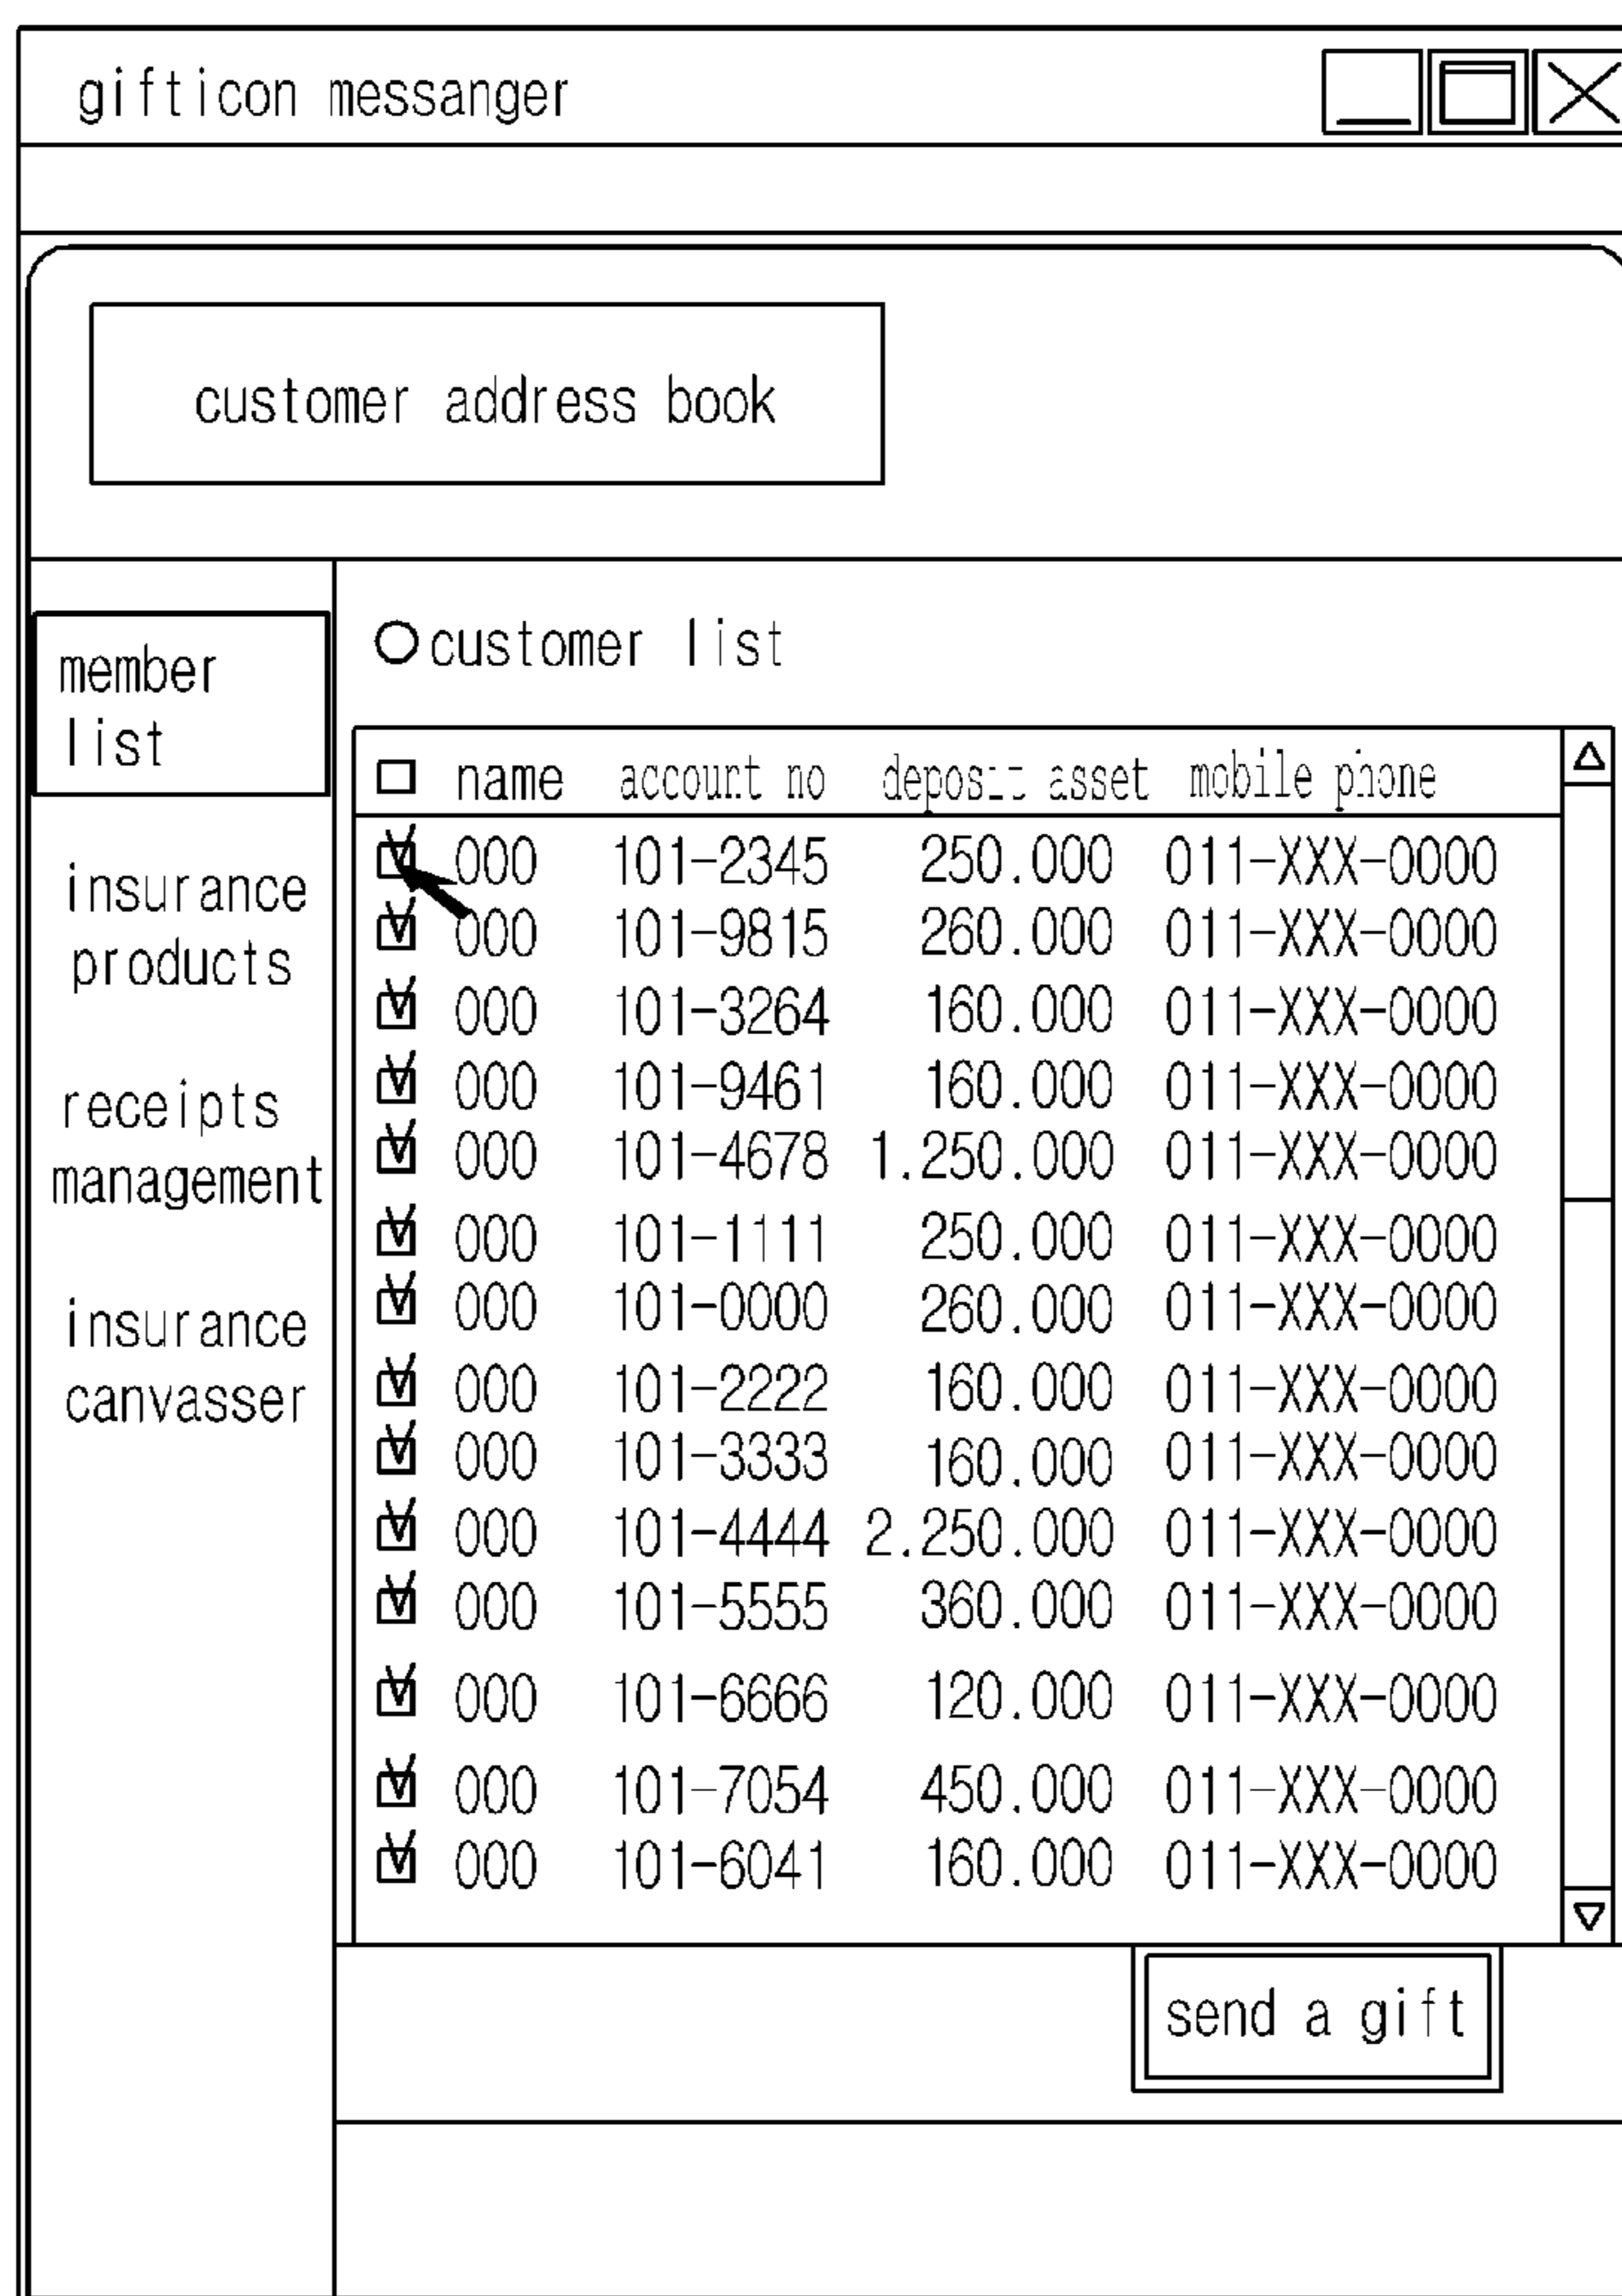 gifticon messanger
customer address book
member
list
insurance
products
receipts
management
insurance
canvasser
customer list
name account no deposit asset mobile phone
000 101-2345 250.000 011-XXX-0000
000 101-9815 260.000 011-XXX-0000
000 101-3264 160.000 011-XXX-0000
000 101-9461 160.000 011-XXX-0000
000 101-4678 1.250.000 011-XXX-0000
000 101-1111 250.000 011-XXX-0000
000 101-0000 260.000 011-XXX-0000
000 101-2222 160.000 011-XXX-0000
000 101-3333 160.000 011-XXX-0000
000 101-4444 2.250.000 011-XXX-0000
000 101-5555 360.000 011-XXX-0000
000 101-6666 120.000 011-XXX-0000
000 101-7054 450.000 011-XXX-0000
000 101-6041 160.000 011-XXX-0000
send a gift